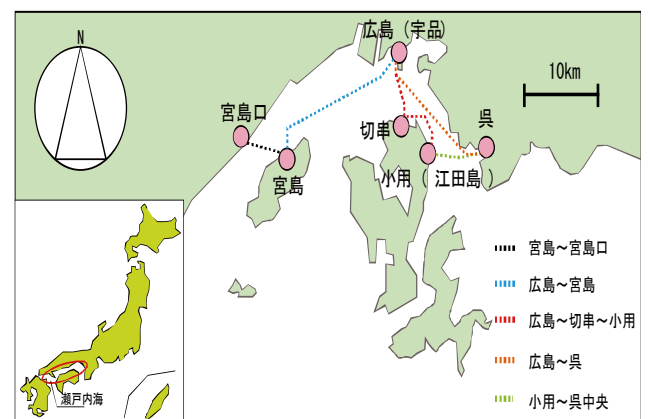 N
広島（宇品）
10km
宮島口
切串
呉
宮島
小用（ 江田島 ）
宮島～宮島口
広島～宮島
広島～切串～小用
広島～呉
小用～呉中央
瀬戸内海